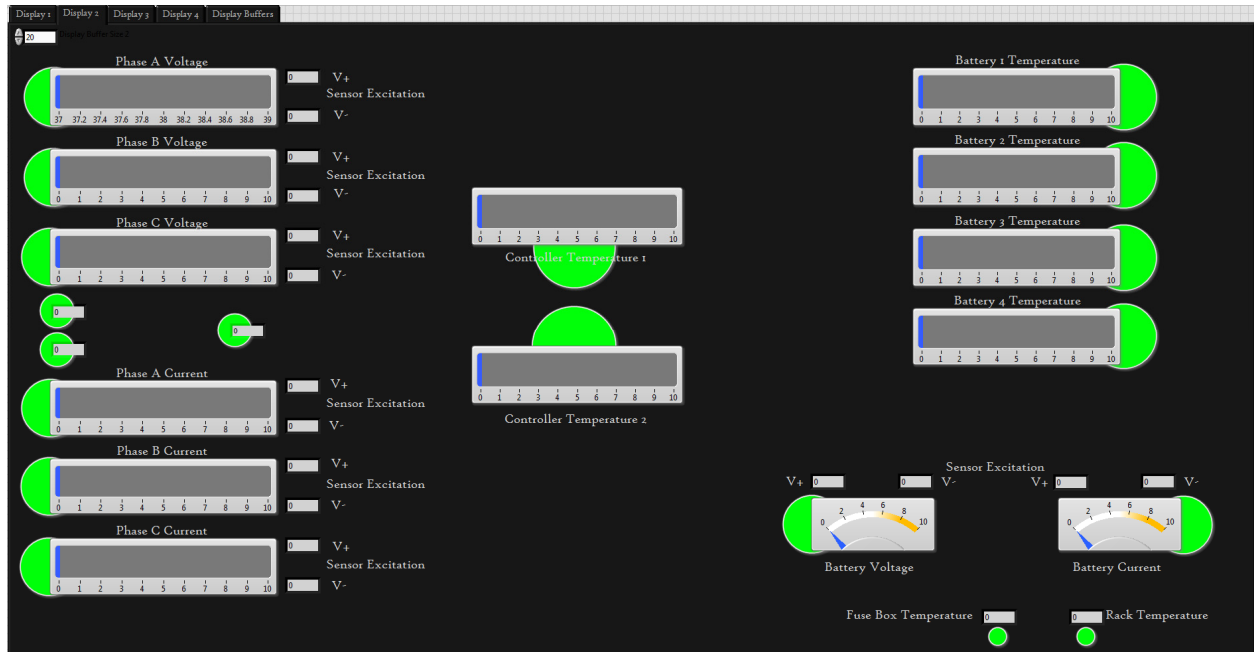 Display 1 Display 2 Display 3 Display 4 Display Buffers
20 Display Buffer Size 2
Phase A Voltage
37 37.2 37.4 37.6 37.8 38 38.2 38.4 38.6 38.8 39
0 V+
Sensor Excitation
0 V-
Phase B Voltage
0 1 2 3 4 5 6 7 8 9 10
0 V+
Sensor Excitation
0 V-
Phase C Voltage
0 1 2 3 4 5 6 7 8 9 10
0 V+
Sensor Excitation
0 V-
0
0
0
Phase A Current
0 1 2 3 4 5 6 7 8 9 10
0 V+
Sensor Excitation
0 V-
Phase B Current
0 1 2 3 4 5 6 7 8 9 10
0 V+
Sensor Excitation
0 V-
Phase C Current
0 1 2 3 4 5 6 7 8 9 10
0 V+
Sensor Excitation
0 V-
0 1 2 3 4 5 6 7 8 9 10
Controller Temperature 1
0 1 2 3 4 5 6 7 8 9 10
Controller Temperature 2
Battery 1 Temperature
0 1 2 3 4 5 6 7 8 9 10
Battery 2 Temperature
0 1 2 3 4 5 6 7 8 9 10
Battery 3 Temperature
0 1 2 3 4 5 6 7 8 9 10
Battery 4 Temperature
0 1 2 3 4 5 6 7 8 9 10
Sensor Excitation
V+ 0 0 V- V+ 0 0 V-
0 2 4 6 8 10
Battery Voltage
0 2 4 6 8 10
Battery Current
Fuse Box Temperature 0 0 Rack Temperature